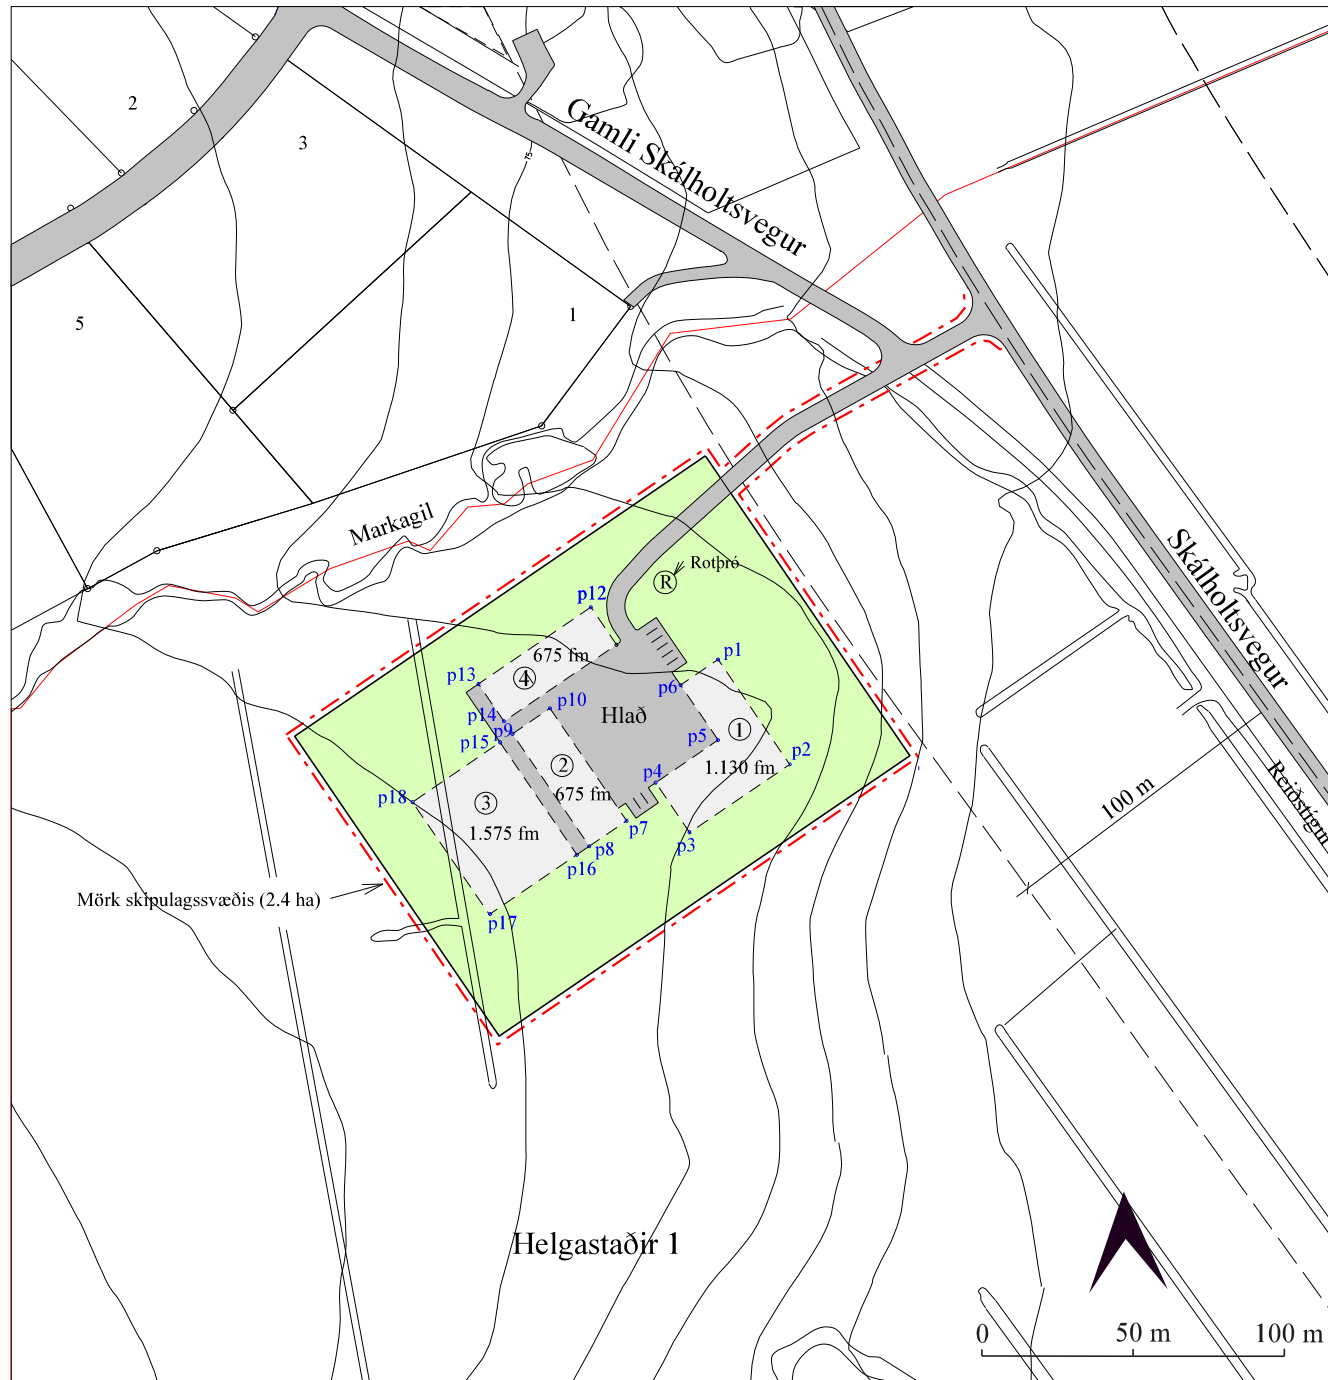 2
3
Gamli Skálholtsvegur
75
5
1
Markagil
Skálholtsvegur
R
Rotþró
p12
675 fm
p1
p13
4
p6
p10
Hlað
p14
p9
1
p15
p5
p2
2
1.130 fm
p4
Reiðstígin
p18
3
675 fm
100 m
1.575 fm
p7
p3
p8
p16
Mörk skipulagssvæðis (2.4 ha)
p17
Helgastaðir 1
0
50 m
100 m